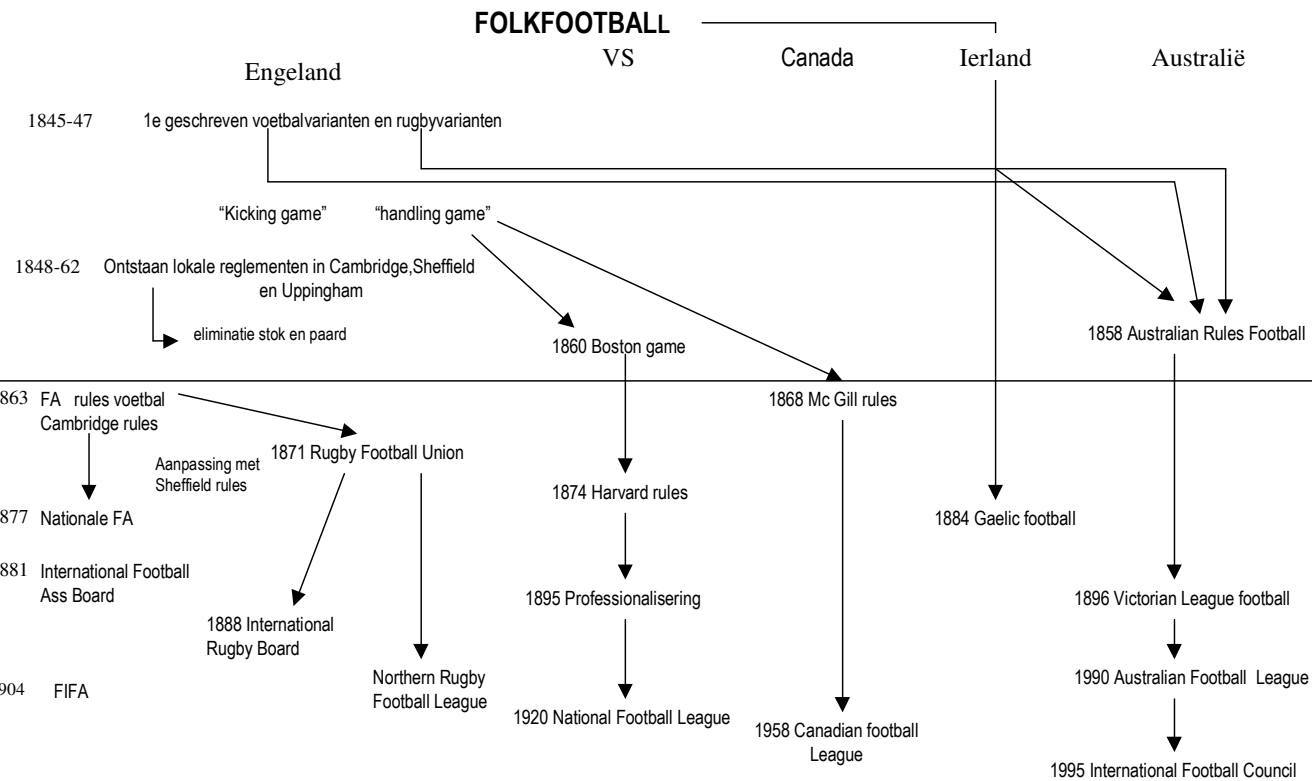 FOLKFOOTBALL
Engeland
VS
Canada
Ierland
Australië
1845-47
1e geschreven voetbalvarianten en rugbyvarianten
“Kicking game”
“handling game”
1848-62
Ontstaan lokale reglementen in Cambridge,Sheffield
en Uppingham
eliminatie stok en paard
1860 Boston game
1858 Australian Rules Football
863
FA rules voetbal
Cambridge rules
1868 Mc Gill rules
1871 Rugby Football Union
Aanpassing met
Sheffield rules
1874 Harvard rules
877
Nationale FA
1884 Gaelic football
881
International Football
Ass Board
1895 Professionalisering
1896 Victorian League football
1888 International
Rugby Board
904
FIFA
Northern Rugby
Football League
1990 Australian Football League
1920 National Football League
1958 Canadian football
League
1995 International Football Council